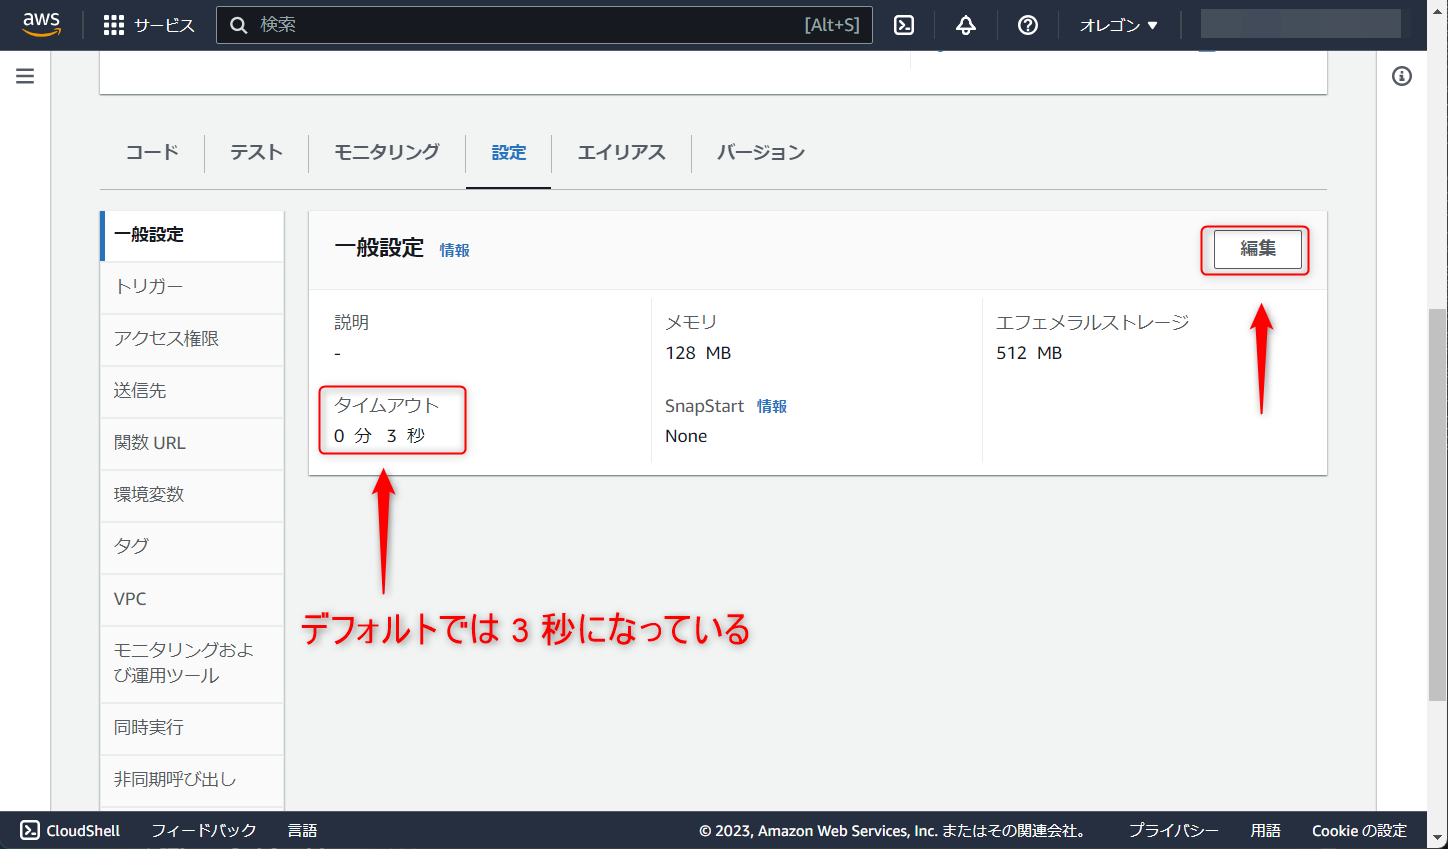 aws
サービス
検索
[Alt+S]
オレゴン ▼
コード
テスト
モニタリング
設定
エイリアス
バージョン
一般設定
トリガー
アクセス権限
送信先
関数 URL
環境変数
タグ
VPC
モニタリングおよ
び運用ツール
同時実行
非同期呼び出し
一般設定 情報
編集
説明
-
メモリ
128 MB
エフェメラルストレージ
512 MB
タイムアウト
0 分 3 秒
SnapStart 情報
None
デフォルトでは 3 秒になっている
CloudShell
フィードバック
言語
© 2023, Amazon Web Services, Inc. またはその関連会社。
プライバシー
用語
Cookie の設定